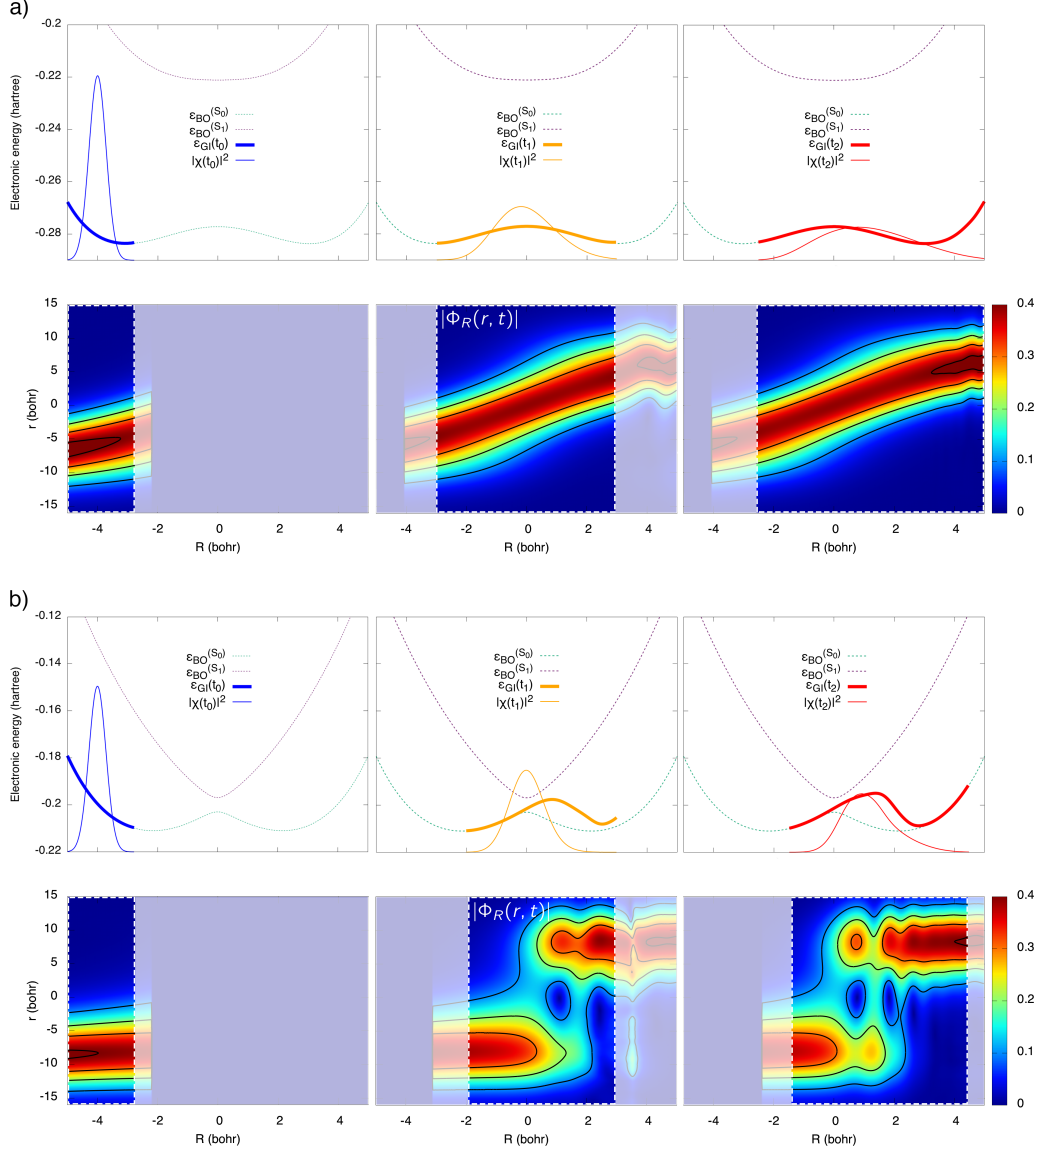 a)
-0.2
-0.22
-0.24
-0.26
-0.28
Electronic energy (hartree)
εBO(S0)
εBO(S1)
εGI(t0)
|χ(t0)|2
εBO(S0)
εBO(S1)
εGI(t1)
|χ(t1)|2
εBO(S0)
εBO(S1)
εGI(t2)
|χ(t2)|2
15
10
5
0
-5
-10
-15
r (bohr)
|ΦR(r, t)|
0.4
0.3
0.2
0.1
0
-4 -2 0 2 4
-4 -2 0 2 4
-4 -2 0 2 4
R (bohr)
R (bohr)
R (bohr)
b)
-0.12
-0.14
-0.16
-0.18
-0.2
-0.22
Electronic energy (hartree)
εBO(S0)
εBO(S1)
εGI(t0)
|χ(t0)|2
εBO(S0)
εBO(S1)
εGI(t1)
|χ(t1)|2
εBO(S0)
εBO(S1)
εGI(t2)
|χ(t2)|2
15
10
5
0
-5
-10
-15
r (bohr)
|ΦR(r, t)|
0.4
0.3
0.2
0.1
0
-4 -2 0 2 4
-4 -2 0 2 4
-4 -2 0 2 4
R (bohr)
R (bohr)
R (bohr)